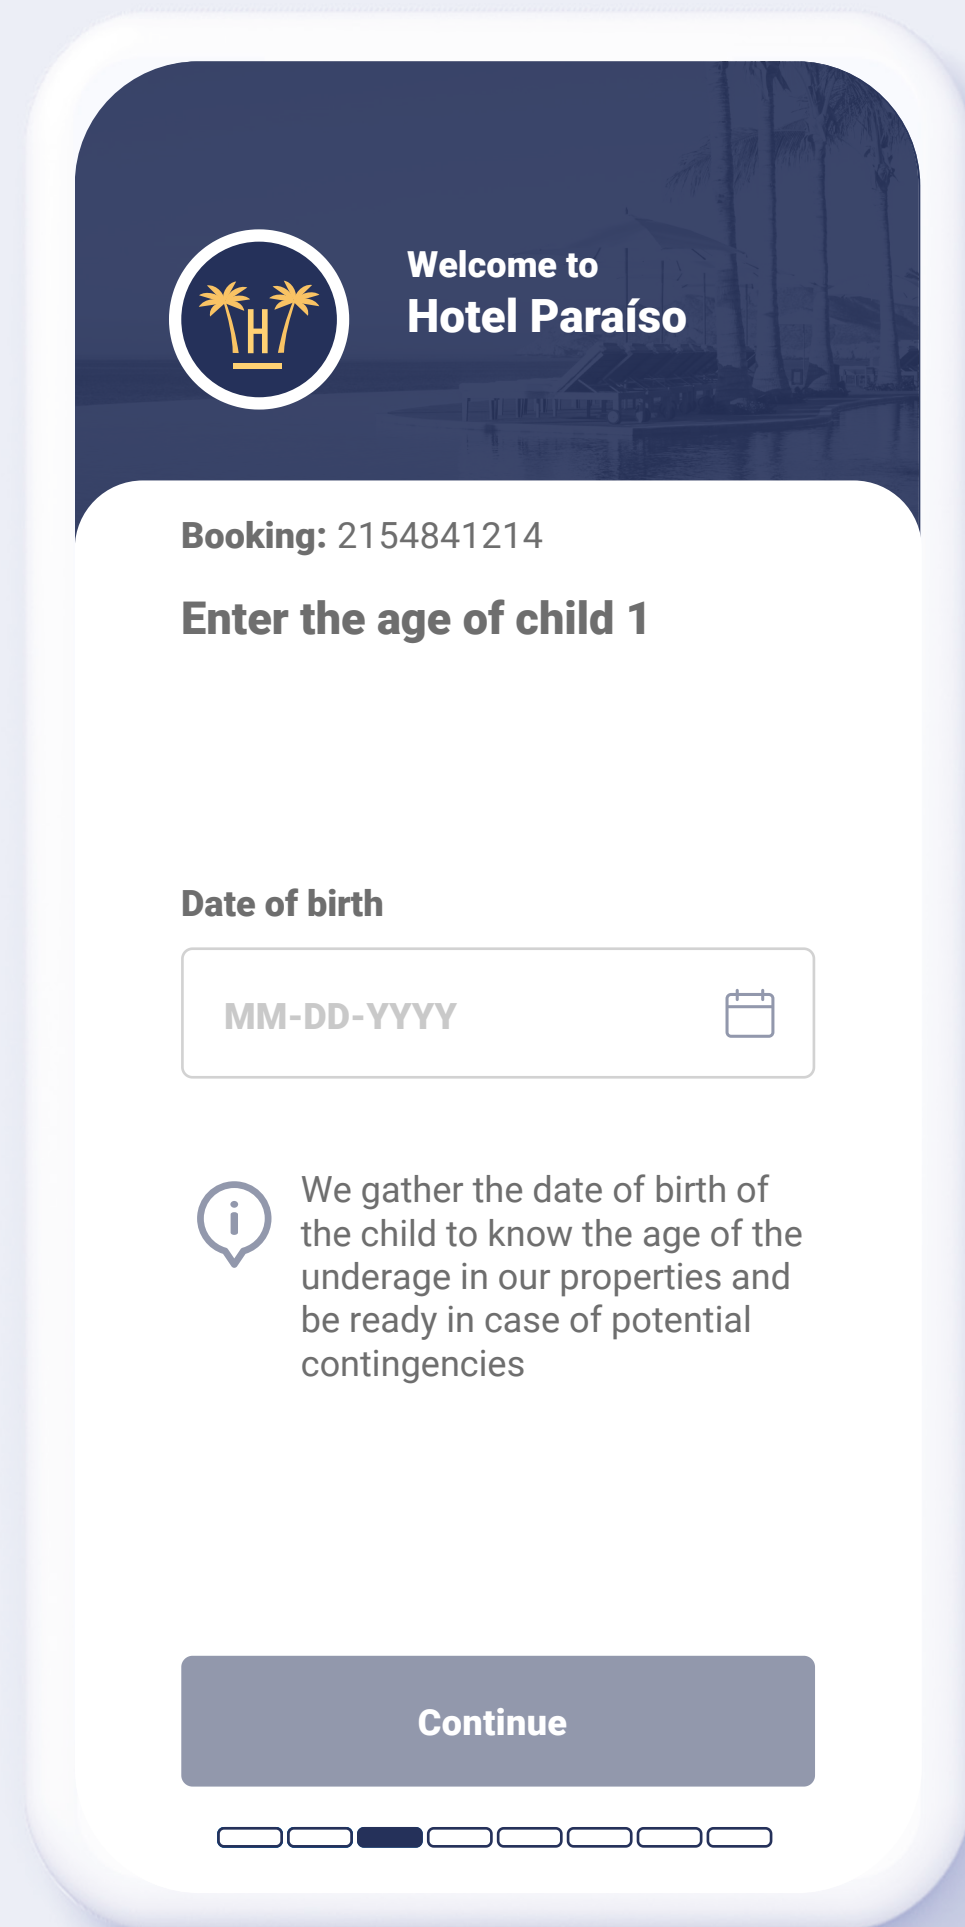 H
Welcome to
Hotel Paraíso
Booking: 2154841214
Enter the age of child 1
Date of birth
MM-DD-YYYY
i
We gather the date of birth of
the child to know the age of the
underage in our properties and
be ready in case of potential
contingencies
Continue